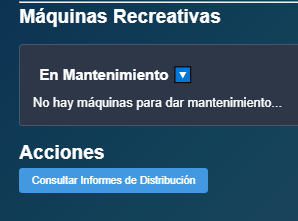 Máquinas Recreativas
En Mantenimiento
No hay máquinas para dar mantenimiento...
Acciones
Consultar Informes de Distribución